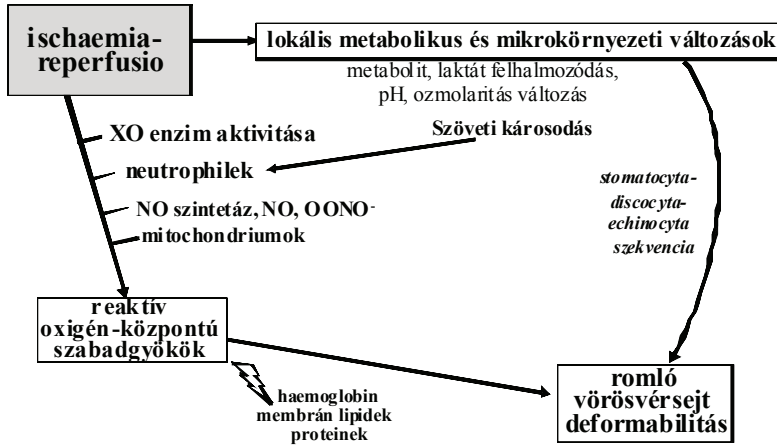 ischaemia-
reperfusio
lokális metabolikus és mikrokörnyezeti változások
metabolit, laktát felhalmozódás,
pH, ozmolaritás változás
XO enzim aktivitása
Szöveti károsodás
neutrophilek
NO szintetáz, NO, OONO-
mitochondriumok
stomatocyta-
discocyta-
echinocyta
szekvencia
reaktív
oxigén-központú
szabadgyökök
haemoglobin
membrán lipidek
proteinek
romló
vörösvérsejt
deformabilitás